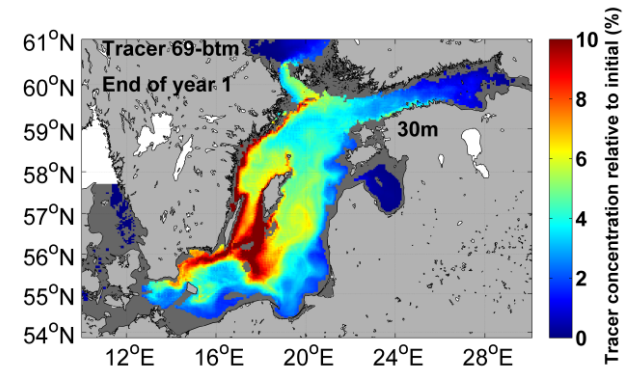 Tracer 69-btm
End of year 1
30m
61°N
60°N
59°N
58°N
57°N
56°N
55°N
54°N
12°E
16°E
20°E
24°E
28°E
10
8
6
4
2
0
Tracer concentration relative to initial (%)